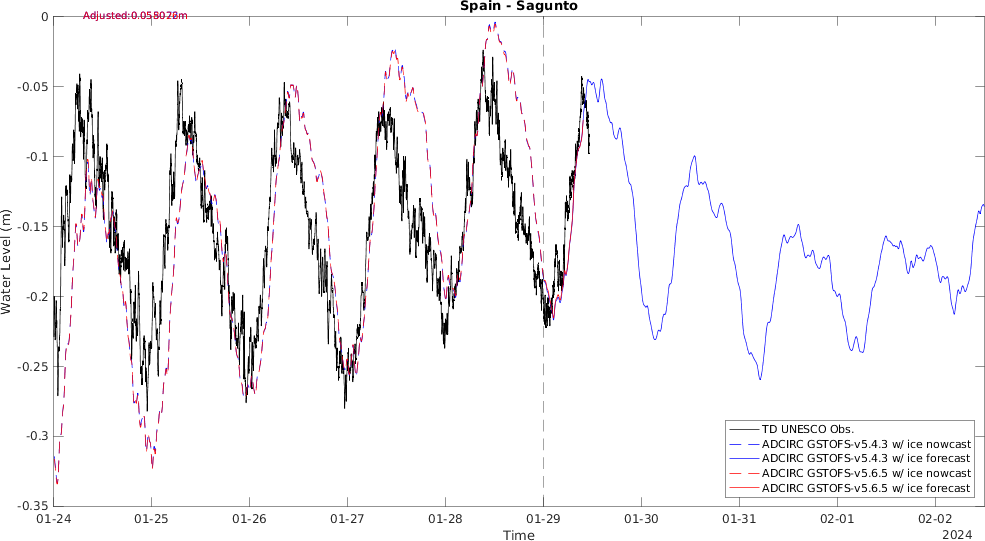 Spain - Sagunto
Adjusted:
0
-0.05
-0.1
-0.15
-0.2
-0.25
-0.3
-0.35
Water Level (m)
TD UNESCO Obs.
ADCIRC GSTOFS-v5.4.3 w/ ice nowcast
ADCIRC GSTOFS-v5.4.3 w/ ice forecast
ADCIRC GSTOFS-v5.6.5 w/ ice nowcast
ADCIRC GSTOFS-v5.6.5 w/ ice forecast
01-24 01-25 01-26 01-27 01-28 01-29 01-30 01-31 02-01 02-02
Time
2024